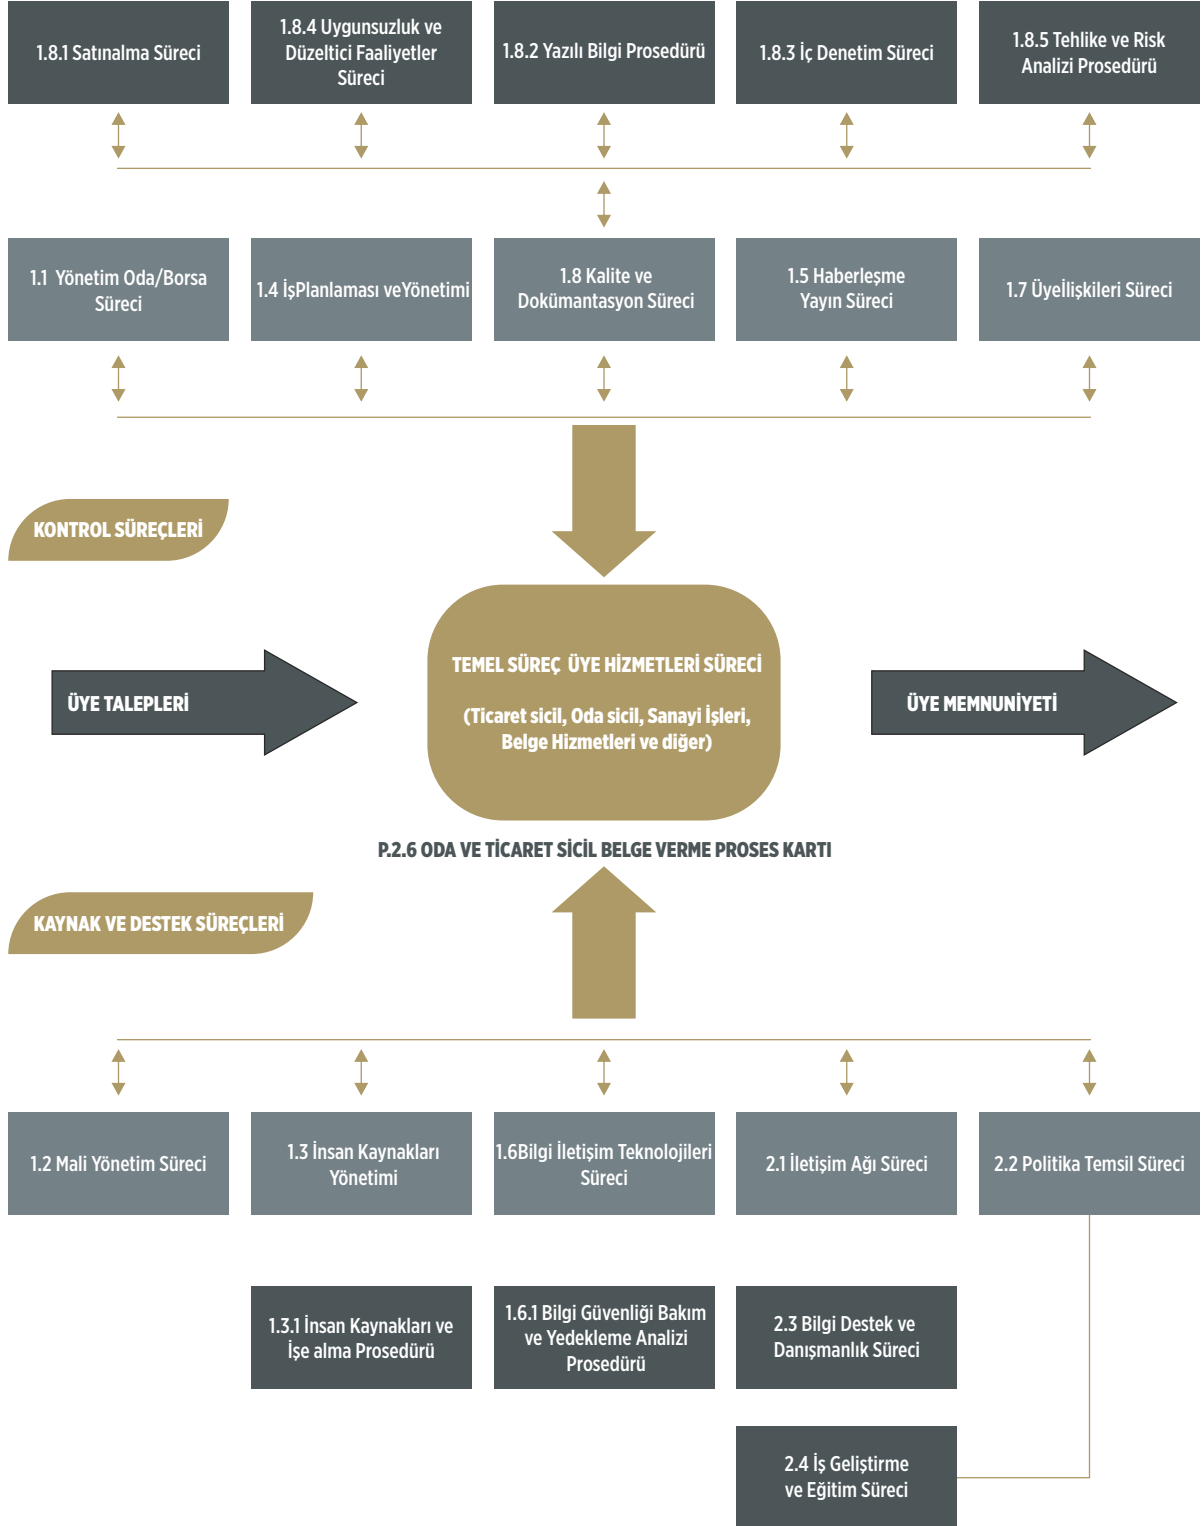 1.8.1 Satınalma Süreci
1.8.4 Uygunsuzluk ve
Düzeltici Faaliyetler
Süreci
1.8.2 Yazılı Bilgi Prosedürü
1.8.3 İç Denetim Süreci
1.8.5 Tehlike ve Risk
Analizi Prosedürü
1.1 Yönetim Oda/Borsa
Süreci
1.4 İşPlanlaması veYönetimi
1.8 Kalite ve
Dokümantasyon Süreci
1.5 Haberleşme
Yayın Süreci
1.7 Üyeİlişkileri Süreci
KONTROL SÜREÇLERİ
ÜYE TALEPLERİ
TEMEL SÜREÇ ÜYE HİZMETLERİ SÜRECİ
(Ticaret sicil, Oda sicil, Sanayi İşleri,
Belge Hizmetleri ve diğer)
ÜYE MEMNUNİYETİ
P.2.6 ODA VE TİCARET SİCİL BELGE VERME PROSES KARTI
KAYNAK VE DESTEK SÜREÇLERİ
1.2 Mali Yönetim Süreci
1.3 İnsan Kaynakları
Yönetimi
1.6Bilgi İletişim Teknolojileri
Süreci
2.1 İletişim Ağı Süreci
2.2 Politika Temsil Süreci
1.3.1 İnsan Kaynakları ve
İşe alma Prosedürü
1.6.1 Bilgi Güvenliği Bakım
ve Yedekleme Analizi
Prosedürü
2.3 Bilgi Destek ve
Danışmanlık Süreci
2.4 İş Geliştirme
ve Eğitim Süreci